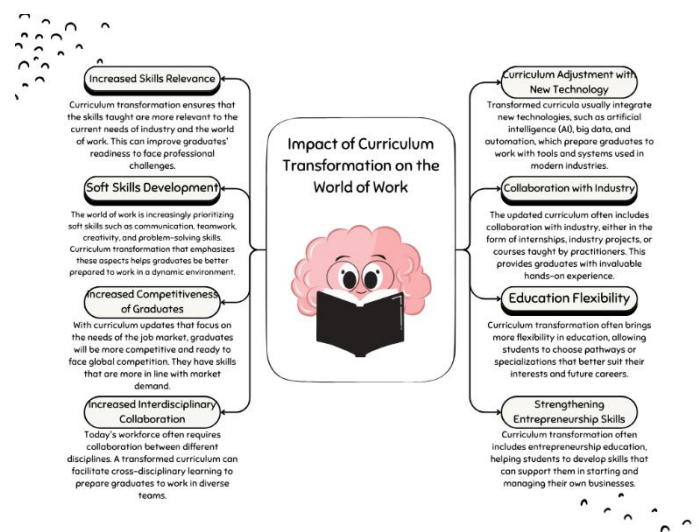 Impact of Curriculum
Transformation on the
World of Work
Increased Skills Relevance
Curriculum transformation ensures that
the skills taught are more relevant to the
current needs of industry and the world
of work. This can improve graduates'
readiness to face professional
challenges.
Soft Skills Development
The world of work is increasingly prioritizing
soft skills such as communication, teamwork,
creativity, and problem-solving skills.
Curriculum transformation that emphasizes
these aspects helps graduates be better
prepared to work in a dynamic environment.
Increased Competitiveness
of Graduates
With curriculum updates that focus on
the needs of the job market, graduates
will be more competitive and ready to
face global competition. They have skills
that are more in line with market
demand.
Increased Interdisciplinary
Collaboration
Today's workforce often requires
collaboration between different
disciplines. A transformed curriculum can
facilitate cross-disciplinary learning to
prepare graduates to work in diverse
teams.
Curriculum Adjustment with
New Technology
Transformed curricula usually integrate
new technologies, such as artificial
intelligence (AI), big data, and
automation, which prepare graduates to
work with tools and systems used in
modern industries.
Collaboration with Industry
The updated curriculum often includes
collaboration with industry, either in the
form of internships, industry projects, or
courses taught by practitioners. This
provides graduates with invaluable
hands-on experience.
Education Flexibility
Curriculum transformation often brings
more flexibility in education, allowing
students to choose pathways or
specializations that better suit their
interests and future careers.
Strengthening
Entrepreneurship Skills
Curriculum transformation often
includes entrepreneurship education,
helping students to develop skills that
can support them in starting and
managing their own businesses.